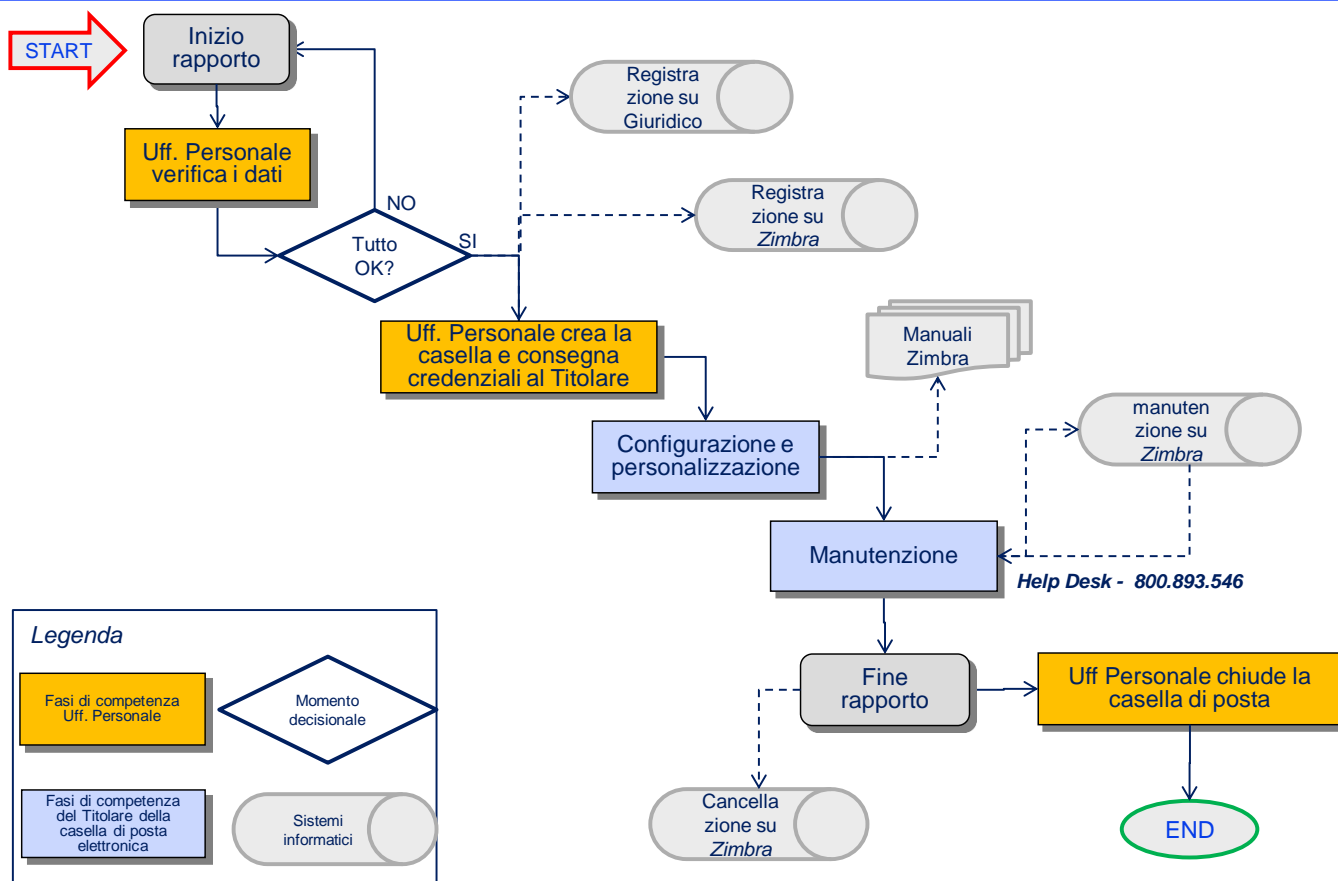 START
Inizio
rapporto
Uff. Personale
verifica i dati
NO
Tutto
OK?
SI
Registra
zione su
Giuridico
Registra
zione su
Zimbra
Uff. Personale crea la
casella e consegna
credenziali al Titolare
Manuali
Zimbra
Configurazione e
personalizzazione
manuten
zione su
Zimbra
Manutenzione
Help Desk - 800.893.546
Fine
rapporto
Uff Personale chiude la
casella di posta
Cancella
zione su
Zimbra
END
Legenda
Fasi di competenza
Uff. Personale
Momento
decisionale
Fasi di competenza
del Titolare della
casella di posta
elettronica
Sistemi
informatici